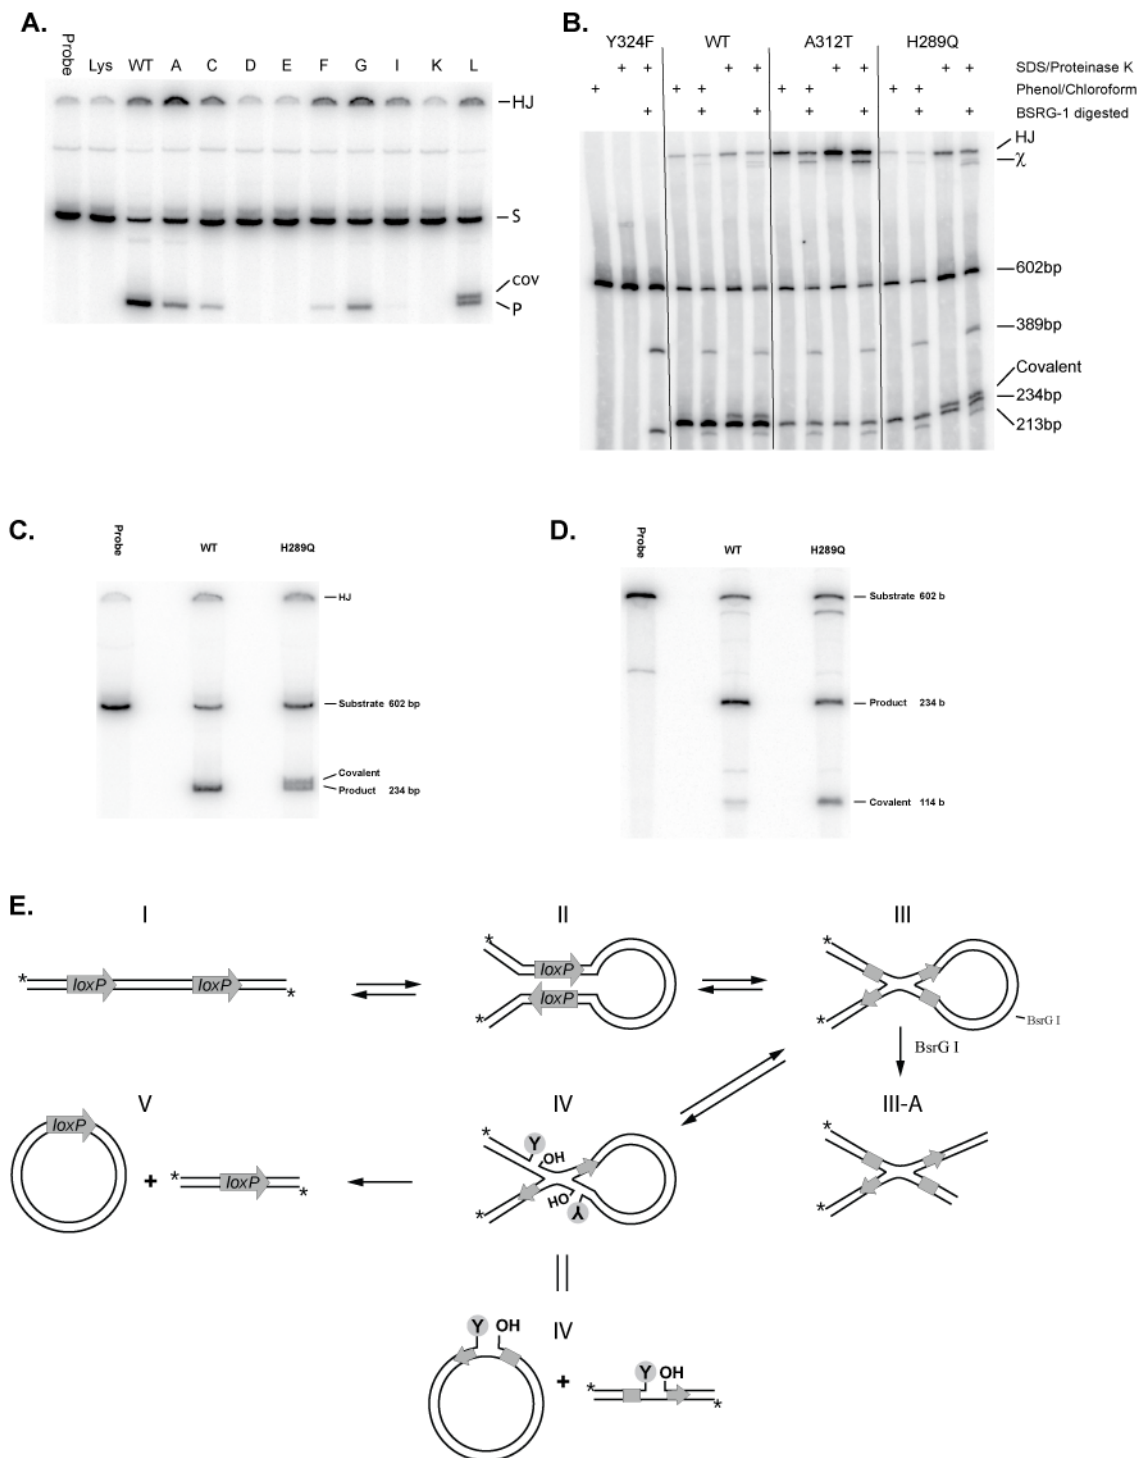 A.
Probe Lys WT A C D E F G I K L
HJ
S
cov
P
B.
Y324F WT A312T H289Q
+ + + + + + + + SDS/Proteinase K
+ + + + + + + Phenol/Chloroform
+ + + + + + + BSRG-1 digested
HJ
χ
602bp
389bp
Covalent
234bp
213bp
C.
Probe WT H289Q
HJ
Substrate 602 bp
Covalent
Product 234 bp
D.
Probe WT H289Q
Substrate 602 b
Product 234 b
Covalent 114 b
E.
I II III
* loxP loxP *
* loxP
* loxP
*
*
BsrG I
BsrG I
V IV III-A
loxP
+ * loxP *
* Y OH
* HO Y
*
*
IV
Y OH
+ * Y OH *